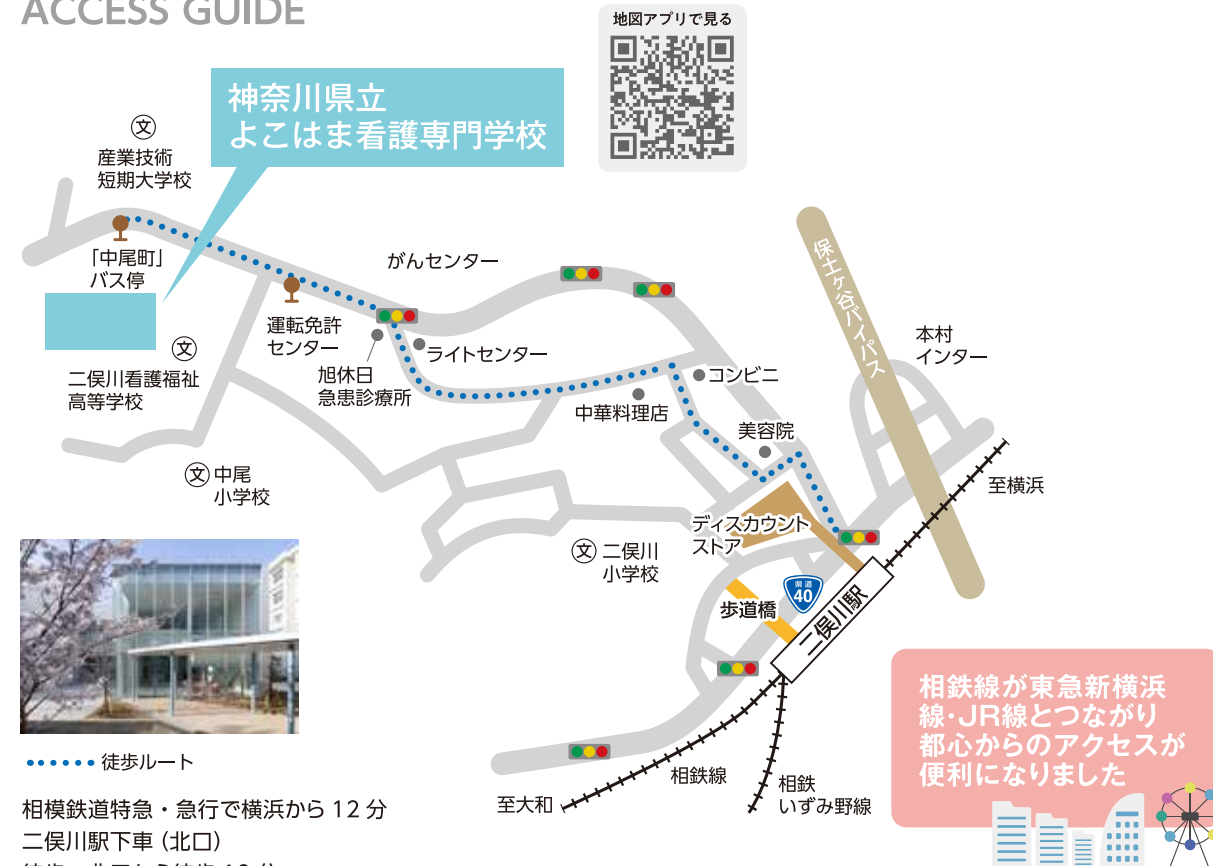 ACCESS GUIDE
地図アプリで見る
神奈川県立
よこはま看護専門学校
文
産業技術
短期大学校
「中尾町」
バス停
がんセンター
保土ヶ谷バイパス
運転免許
センター
本村
インター
文
二俣川看護福祉
高等学校
旭休日
急患診療所
ライトセンター
コンビニ
中華料理店
美容院
文 中尾
小学校
至横浜
ディスカウント
ストア
文 二俣川
小学校
県道
40
歩道橋
二俣川駅
相鉄線が東急新横浜
線・JR線とつながり
都心からのアクセスが
便利になりました
徒歩ルート
相鉄線
相鉄
いずみ野線
至大和
相模鉄道特急・急行で横浜から 12 分
二俣川駅下車（北口）